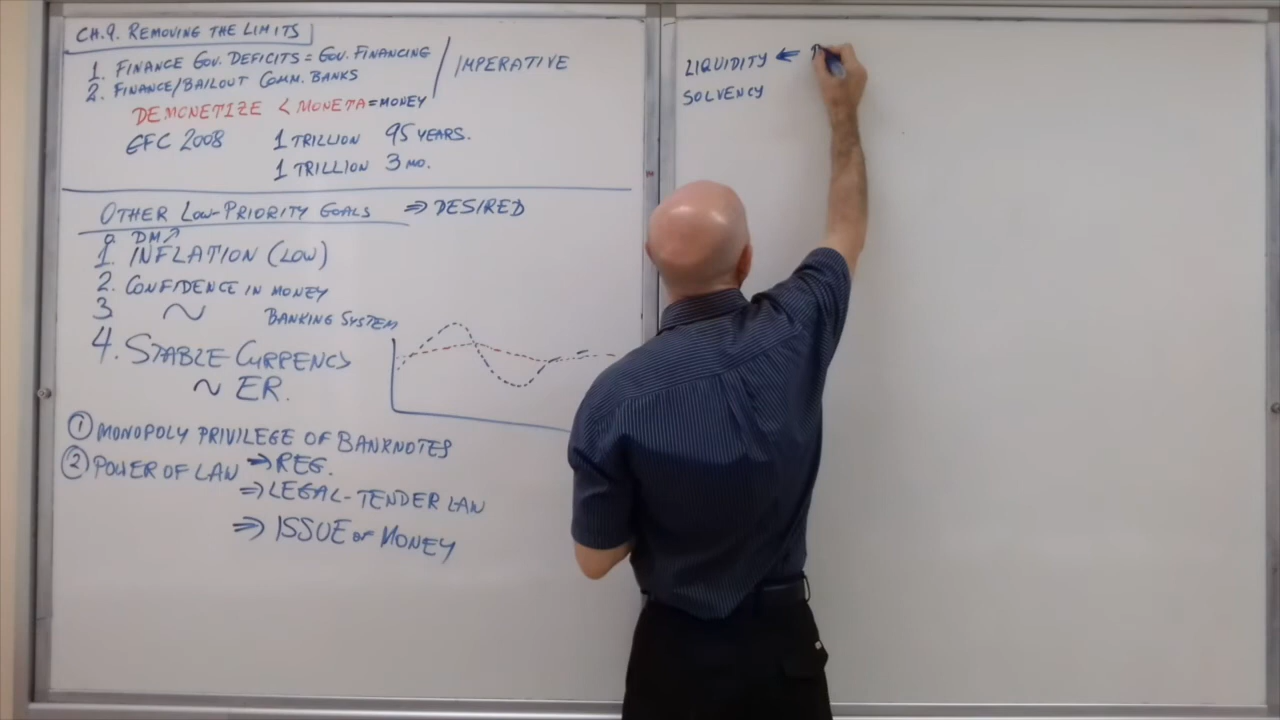 CH.9. REMOVING THE LIMITS
1. FINANCE GOV. DEFICITS = GOV. FINANCING
2. FINANCE/BAILOUT COMM. BANKS
/ IMPERATIVE
DEMONETIZE < MONETA = MONEY
GFC 2008 1 TRILLION 95 YEARS.
1 TRILLION 3 MO.
OTHER LOW-PRIORITY GOALS ⇒ DESIRED
0. DM↗
1. INFLATION (LOW)
2. CONFIDENCE IN MONEY
3 ~ BANKING SYSTEM
4. STABLE CURRENCY
~ ER.
① MONOPOLY PRIVILEGE OF BANKNOTES
② POWER OF LAW ⇒ REG.
⇒ LEGAL-TENDER LAW
⇒ ISSUE OF MONEY
LIQUIDITY ⇐
SOLVENCY